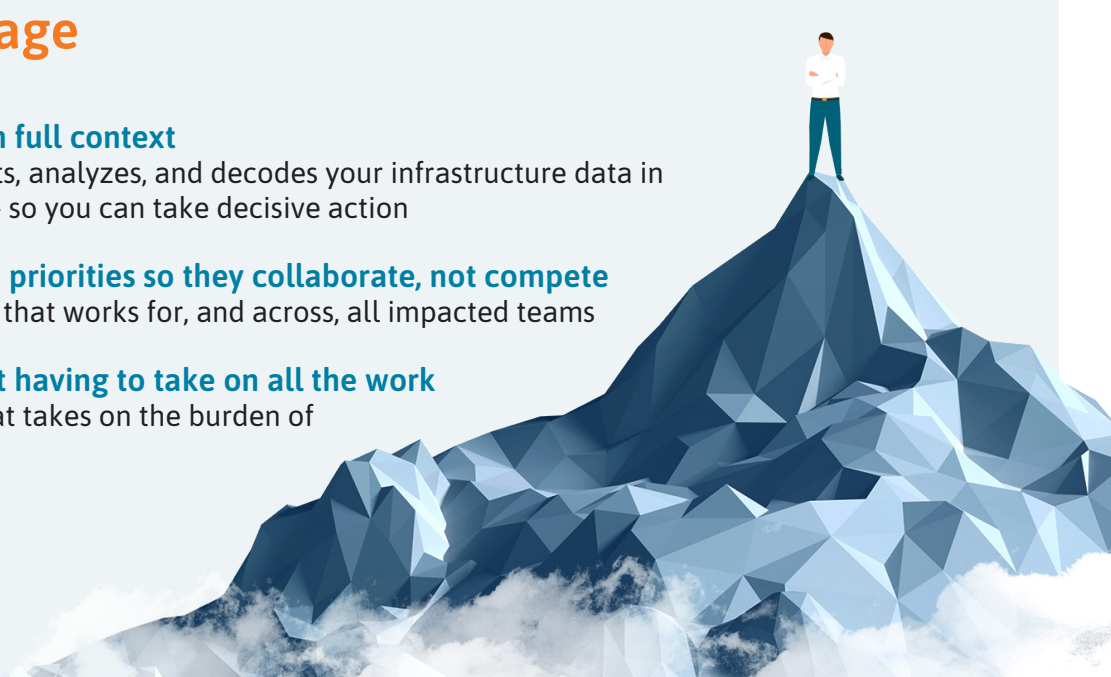 age
n full context
ts, analyzes, and decodes your infrastructure data in
so you can take decisive action
priorities so they collaborate, not compete
that works for, and across, all impacted teams
t having to take on all the work
at takes on the burden of